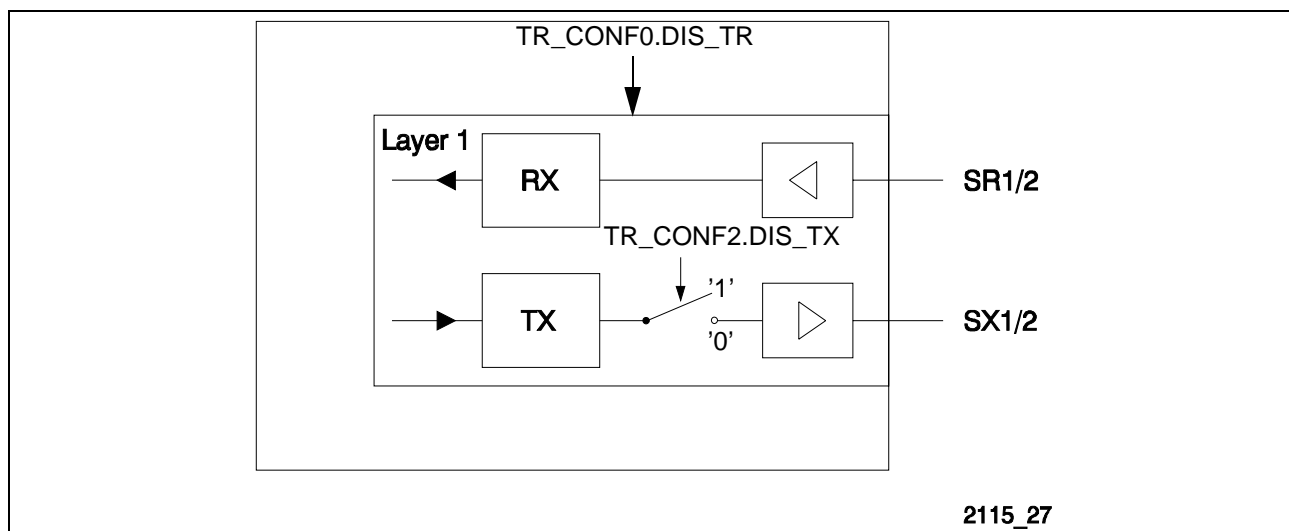 TR_CONF0.DIS_TR
Layer 1
RX
SR1/2
TR_CONF2.DIS_TX
'1'
TX
'0'
SX1/2
2115_27